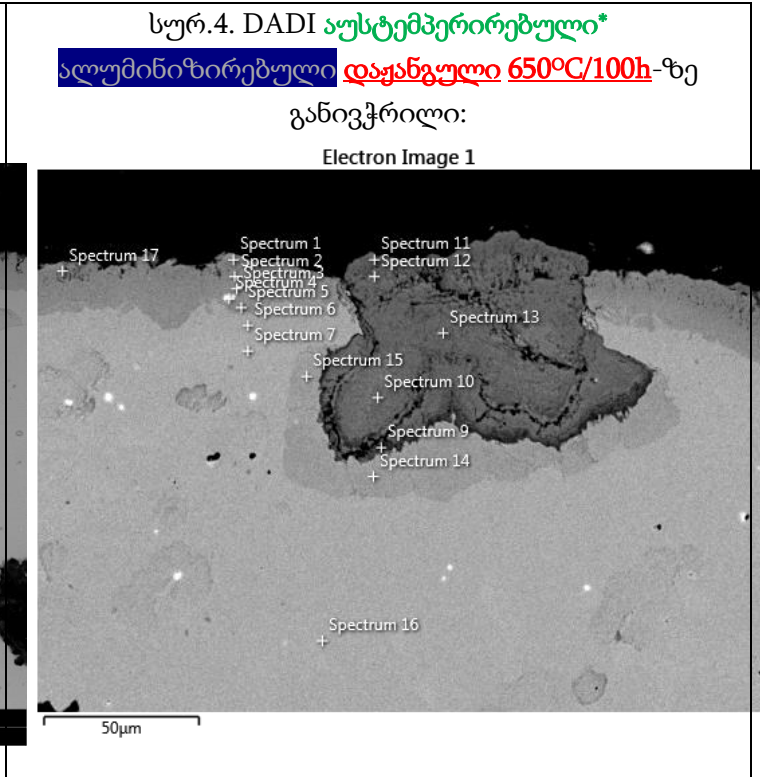 სურ.4. DADI აუსტემპერირებული*
ალუმინიზირებული დაჟანგული 650⁰C/100h-ზე
განივჭრილი:
Electron Image 1
Spectrum 1
Spectrum 11
Spectrum 17
Spectrum 2
Spectrum 12
Spectrum 3
Spectrum 4
Spectrum 5
Spectrum 6
Spectrum 13
Spectrum 7
Spectrum 15
Spectrum 10
Spectrum 9
Spectrum 14
Spectrum 16
50µm